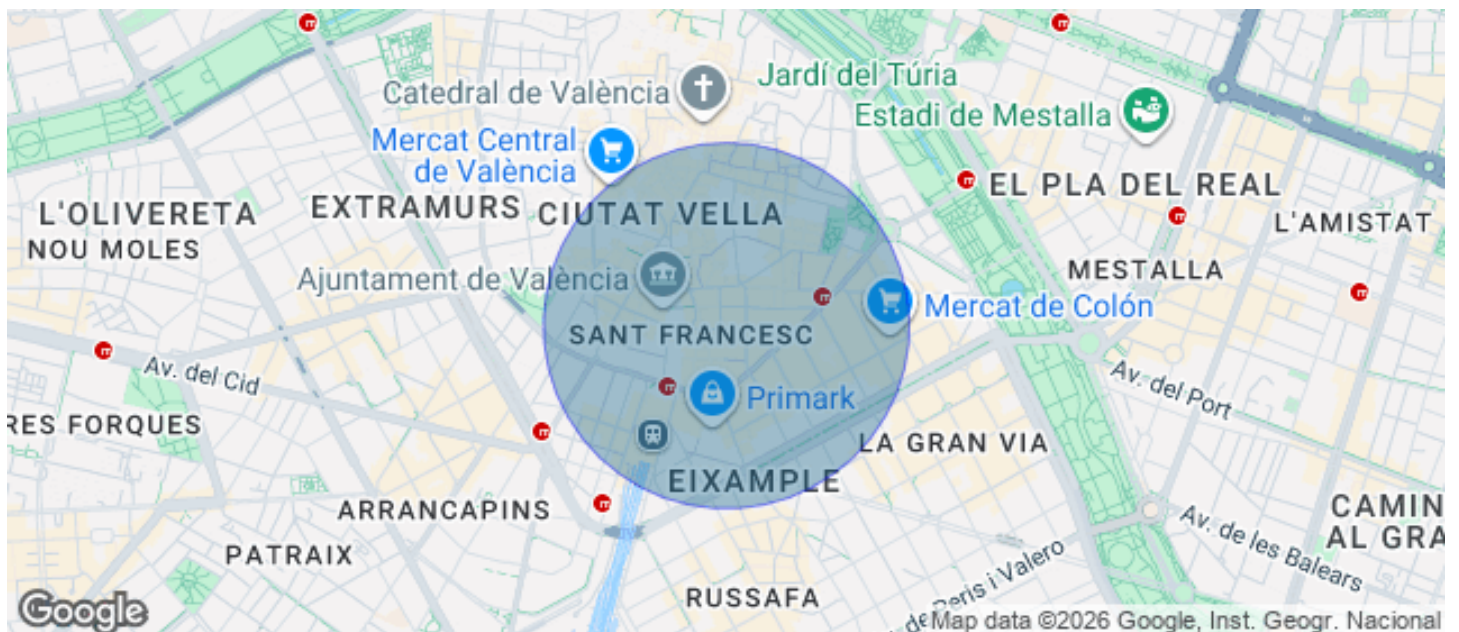 Catedral de València
Jardí del Túria
Estadi de Mestalla
Mercat Central
de València
EL PLA DEL REAL
L'OLIVERETA
EXTRAMURS
CIUTAT VELLA
L'AMISTAT
NOU MOLES
Ajuntament de València
MESTALLA
Mercat de Colón
SANT FRANCESC
Av. del Cid
Av. del Port
Primark
RES FORQUES
LA GRAN VIA
EIXAMPLE
ARRANCAPINS
CAMIN
AL GRA
Av. de les Balears
PATRAIX
RUSSAFA
de Peris i Valero
Google
Map data ©2026 Google, Inst. Geogr. Nacional